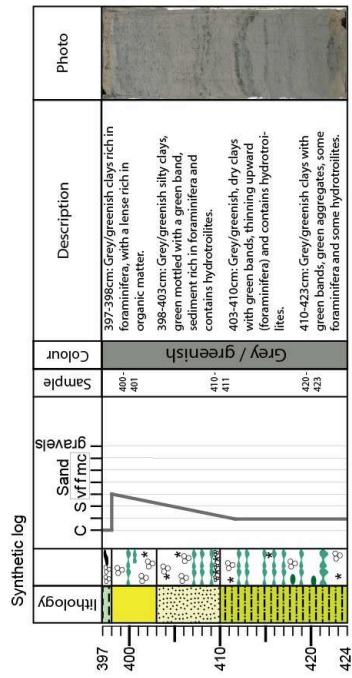 Synthetic log
lithology
C S vf f m c
Sand
gravels
Sample
Colour
Description
Photo
397
400
410
420
424
400-
401
410-
411
420-
423
Grey / greenish
397-398cm: Grey/greenish clays rich in
foraminifera, with a lense rich in
organic matter.
398-403cm: Grey/greenish silty clays,
green mottled with a green band,
sediment rich in foraminifera and
contains hydrotroilites.
403-410cm: Grey/greenish, dry clays
with green bands, thinning upward
(foraminifera) and contains hydrotroi-
lites.
410-423cm: Grey/greenish clays with
green bands, green aggregates, some
foraminifera and some hydrotroilites.